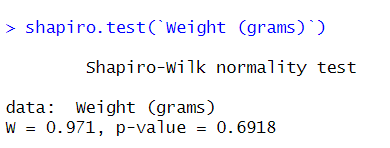 > shapiro.test(`Weight (grams)`)
Shapiro-Wilk normality test
data:  Weight (grams)
W = 0.971, p-value = 0.6918